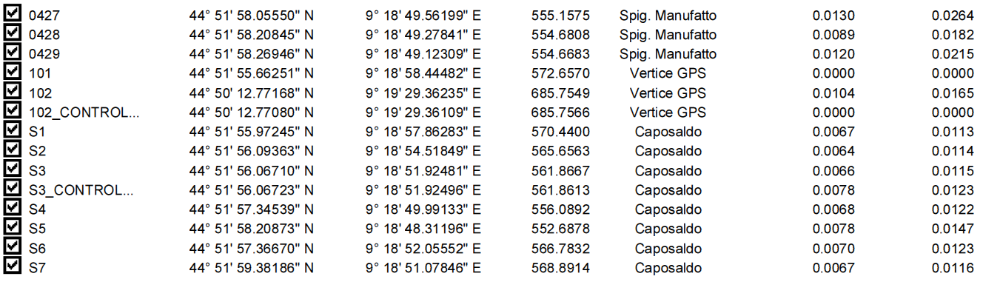 0427 44° 51' 58.05550" N 9° 18' 49.56199" E 555.1575 Spig. Manufatto 0.0130 0.0264
0428 44° 51' 58.20845" N 9° 18' 49.27841" E 554.6808 Spig. Manufatto 0.0089 0.0182
0429 44° 51' 58.26946" N 9° 18' 49.12309" E 554.6683 Spig. Manufatto 0.0120 0.0215
101 44° 51' 55.66251" N 9° 18' 58.44482" E 572.6570 Vertice GPS 0.0000 0.0000
102 44° 50' 12.77168" N 9° 19' 29.36235" E 685.7549 Vertice GPS 0.0104 0.0165
102_CONTROL... 44° 50' 12.77080" N 9° 19' 29.36109" E 685.7566 Vertice GPS 0.0000 0.0000
S1 44° 51' 55.97245" N 9° 18' 57.86283" E 570.4400 Caposaldo 0.0067 0.0113
S2 44° 51' 56.09363" N 9° 18' 54.51849" E 565.6563 Caposaldo 0.0064 0.0114
S3 44° 51' 56.06710" N 9° 18' 51.92481" E 561.8667 Caposaldo 0.0066 0.0115
S3_CONTROL... 44° 51' 56.06723" N 9° 18' 51.92496" E 561.8613 Caposaldo 0.0078 0.0123
S4 44° 51' 57.34539" N 9° 18' 49.99133" E 556.0892 Caposaldo 0.0068 0.0122
S5 44° 51' 58.20873" N 9° 18' 48.31196" E 552.6878 Caposaldo 0.0078 0.0147
S6 44° 51' 57.36670" N 9° 18' 52.05552" E 566.7832 Caposaldo 0.0070 0.0123
S7 44° 51' 59.38186" N 9° 18' 51.07846" E 568.8914 Caposaldo 0.0067 0.0116